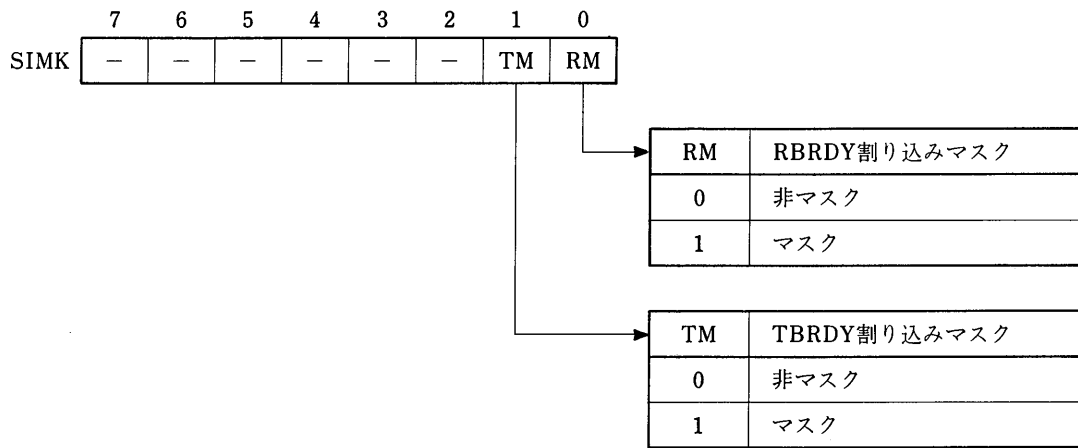 7 6 5 4 3 2 1 0
SIMK － － － － － － TM RM
RM RBRDY割り込みマスク
0 非マスク
1 マスク
TM TBRDY割り込みマスク
0 非マスク
1 マスク